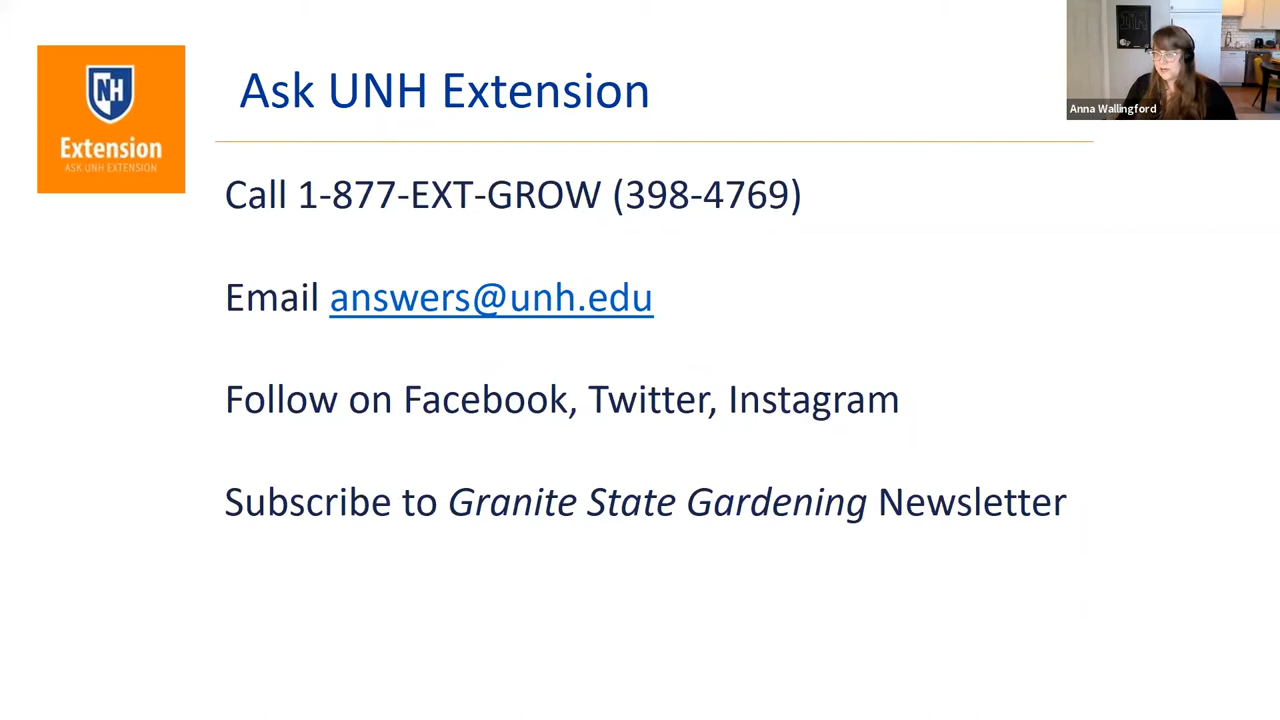 Ask UNH Extension
NH
Extension
ASK UNH EXTENSION
Call 1-877-EXT-GROW (398-4769)
Email answers@unh.edu
Follow on Facebook, Twitter, Instagram
Subscribe to Granite State Gardening Newsletter
Anna Wallingford